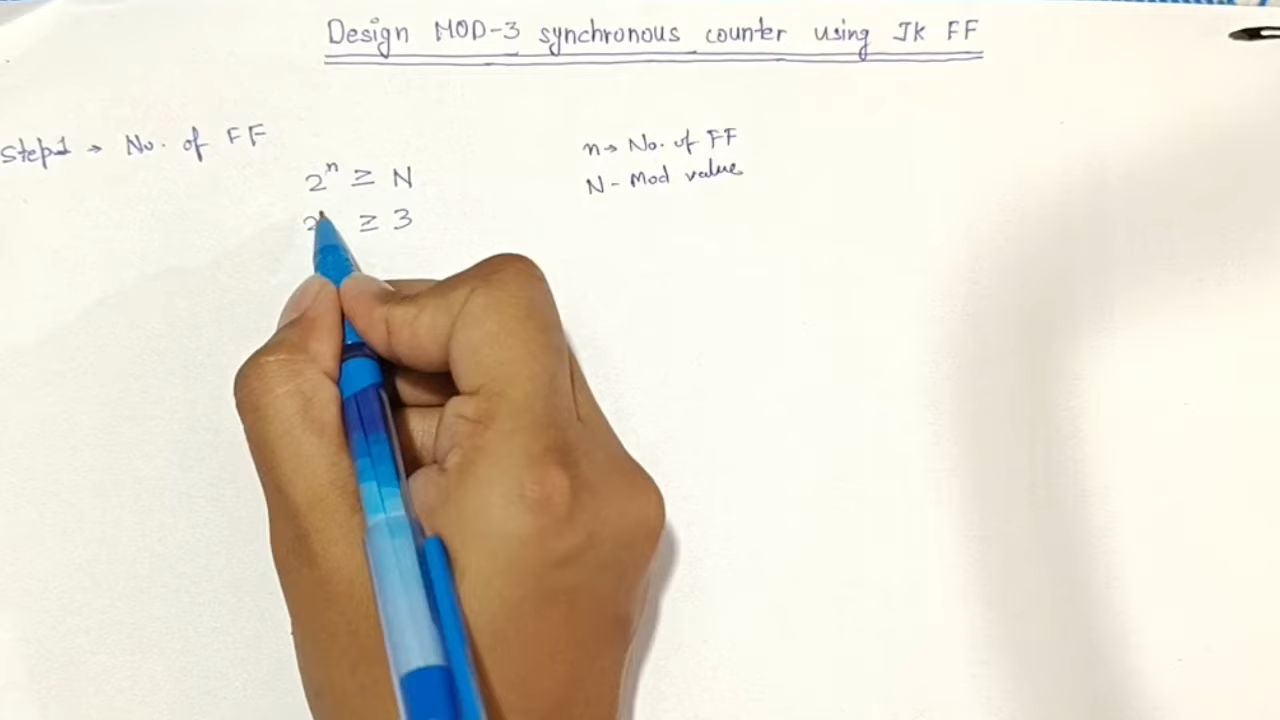 Design MOD-3 synchronous counter using JK FF
Step1 → No. of FF
2ⁿ ≥ N
2 ≥ 3
n → No. of FF
N - Mod value